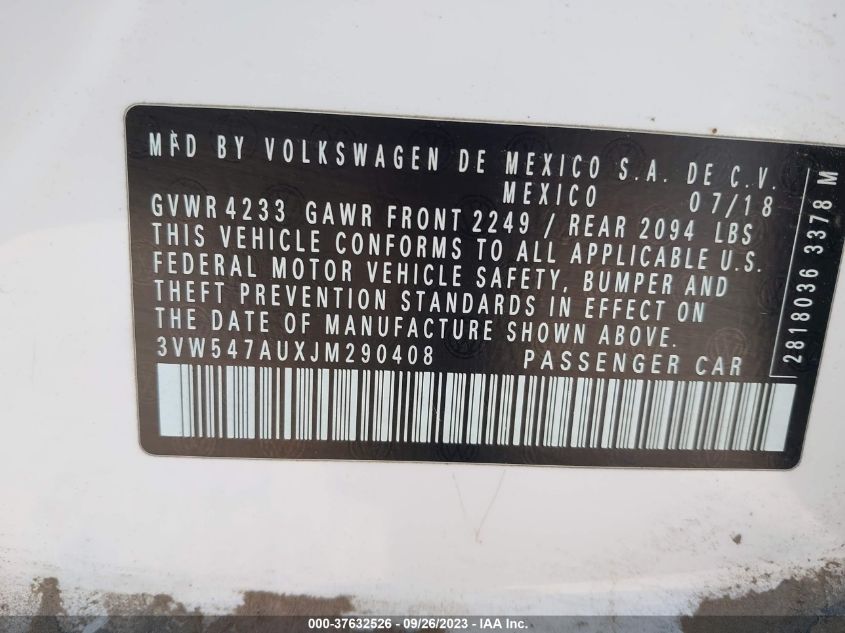 MFD BY VOLKSWAGEN DE MEXICO S.A. DE C.V.
MEXICO 07/18
GVWR 4233 GAWR FRONT 2249 / REAR 2094 LBS
THIS VEHICLE CONFORMS TO ALL APPLICABLE U.S.
FEDERAL MOTOR VEHICLE SAFETY, BUMPER AND
THEFT PREVENTION STANDARDS IN EFFECT ON
THE DATE OF MANUFACTURE SHOWN ABOVE.
3VW547AUXJM290408 PASSENGER CAR
2818036 3378 M
000-37632526 - 09/26/2023 - IAA Inc.